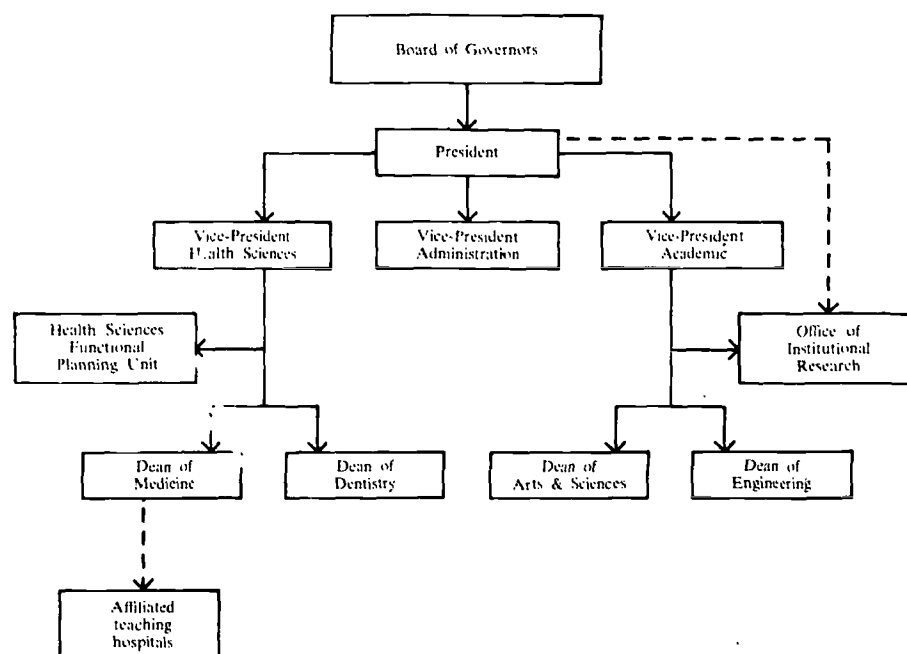 Board of Governors
President
Vice-President
Health Sciences
Vice-President
Administration
Vice-President
Academic
Health Sciences
Functional
Planning Unit
Office of
Institutional
Research
Dean of
Medicine
Dean of
Dentistry
Dean of
Arts & Sciences
Dean of
Engineering
Affiliated
teaching
hospitals